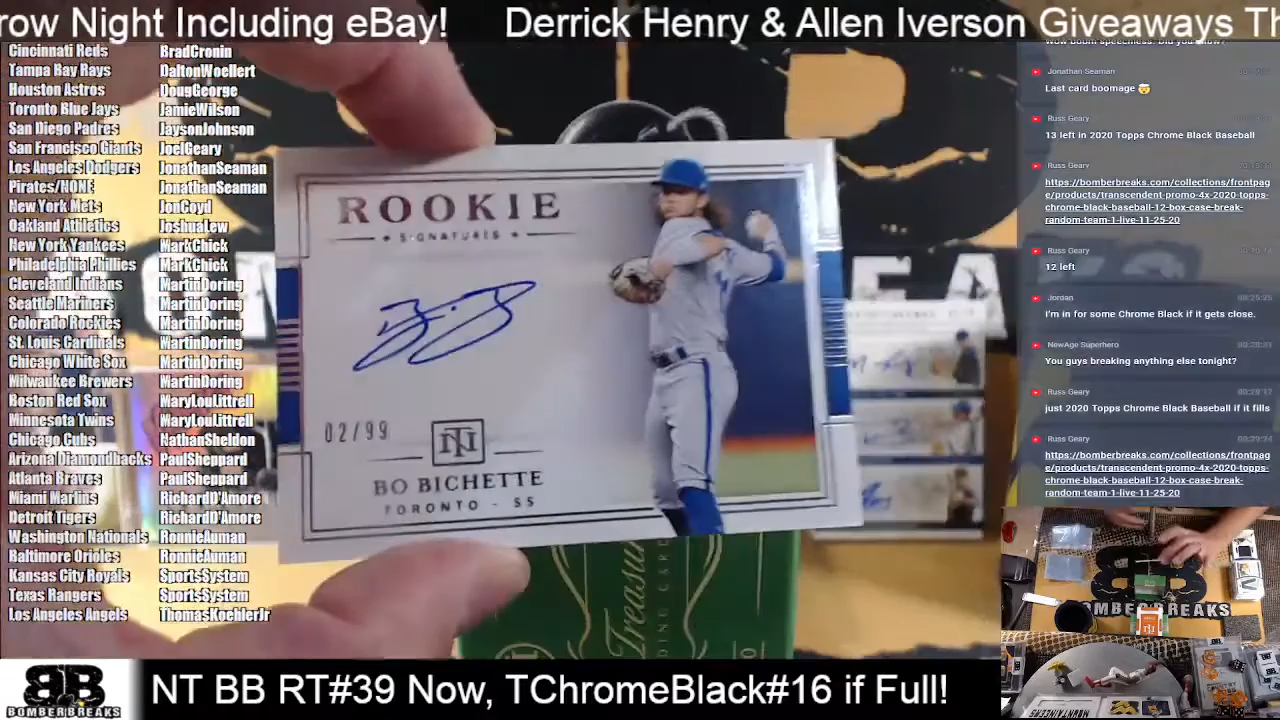 row Night Including eBay! Derrick Henry & Allen Iverson Giveaways Th
Cincinnati Reds BradCronin
Tampa Bay Rays DaltonWoellert
Houston Astros DougGeorge
Toronto Blue Jays JamieWilson
San Diego Padres JaysonJohnson
San Francisco Giants JoelGeary
Los Angeles Dodgers JonathanSeaman
Pirates/NONE JonathanSeaman
New York Mets JonCoyd
Oakland Athletics JoshuaLew
New York Yankees MarkChick
Philadelphia Phillies MarkChick
Cleveland Indians MartinDoring
Seattle Mariners MartinDoring
Colorado Rockies MartinDoring
St. Louis Cardinals MartinDoring
Chicago White Sox MartinDoring
Milwaukee Brewers MartinDoring
Boston Red Sox MaryLouLittrell
Minnesota Twins MaryLouLittrell
Chicago Cubs NathanSheldon
Arizona Diamondbacks PaulSheppard
Atlanta Braves PaulSheppard
Miami Marlins RichardD'Amore
Detroit Tigers RichardD'Amore
Washington Nationals RonnieAuman
Baltimore Orioles RonnieAuman
Kansas City Royals SportsSystem
Texas Rangers SportsSystem
Los Angeles Angels ThomasKoehlerJr
ROOKIE
SIGNATURES
02/99
NT
BO BICHETTE
TORONTO - SS
Treasu
Jonathan Seaman
Last card boomage 🤯
Russ Geary
13 left in 2020 Topps Chrome Black Baseball
Russ Geary
https://bomberbreaks.com/collections/frontpag
e/products/transcendent-promo-4x-2020-topps-
chrome-black-baseball-12-box-case-break-
random-team-1-live-11-25-20
Russ Geary
12 left
Jordan
I'm in for some Chrome Black if it gets close.
NewAge Superhero
You guys breaking anything else tonight?
Russ Geary
just 2020 Topps Chrome Black Baseball if it fills
Russ Geary
https://bomberbreaks.com/collections/frontpag
e/products/transcendent-promo-4x-2020-topps-
chrome-black-baseball-12-box-case-break-
random-team-1-live-11-25-20
BOMBERBREAKS
MOUNTAINEERS
BB
BOMBERBREAKS
NT BB RT#39 Now, TChromeBlack#16 if Full!